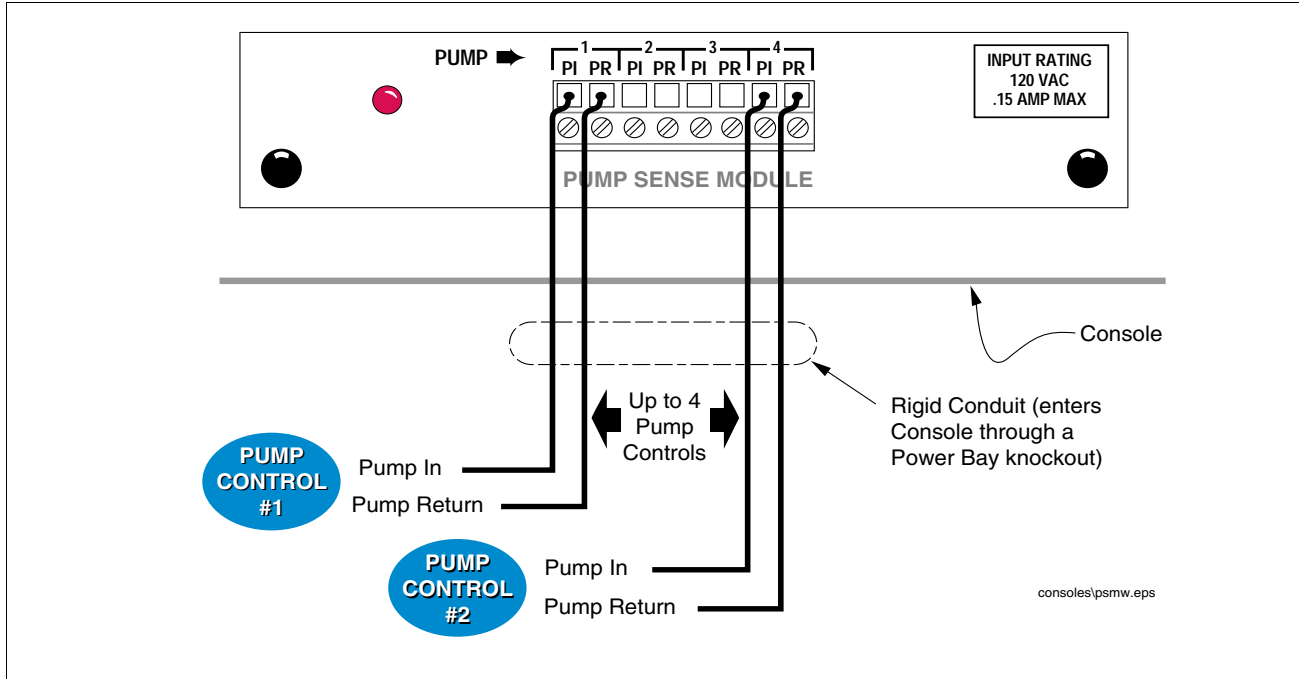 PUMP
1 2 3 4
PI PR PI PR PI PR PI PR
INPUT RATING
120 VAC
.15 AMP MAX
PUMP SENSE MODULE
Console
Rigid Conduit (enters
Console through a
Power Bay knockout)
Up to 4
Pump
Controls
PUMP
CONTROL
#1
Pump In
Pump Return
PUMP
CONTROL
#2
Pump In
Pump Return
consoles\psmw.eps